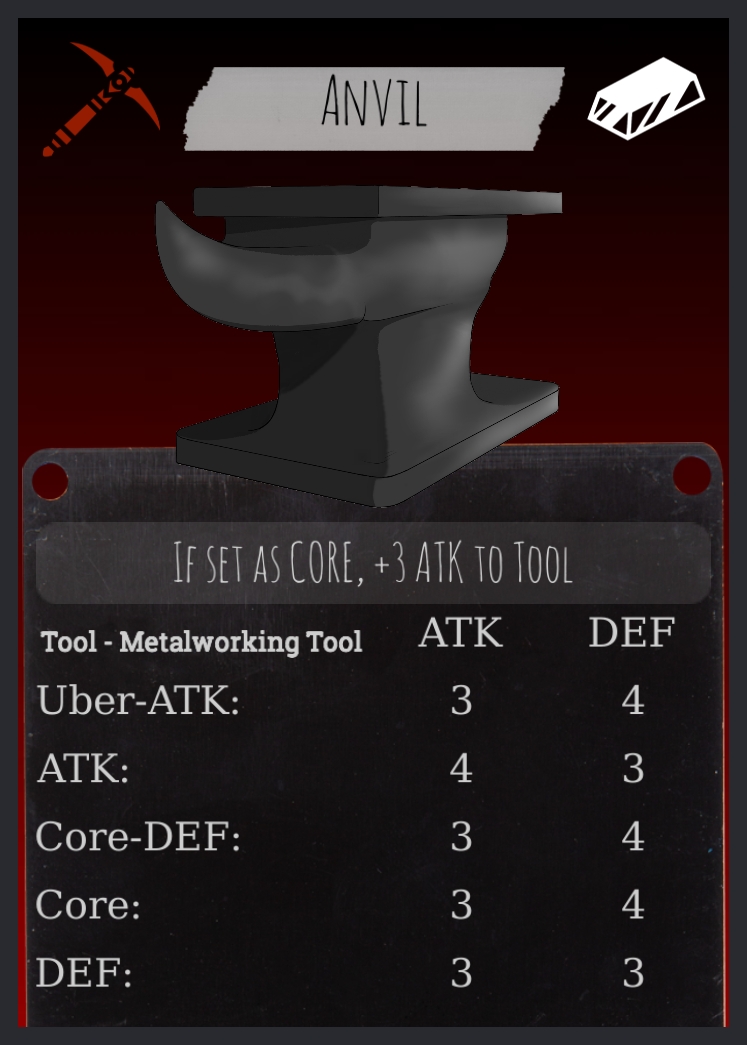 IKON
Anvil
If set as CORE, +3 ATK to Tool
Tool - Metalworking Tool ATK DEF
Uber-ATK: 3 4
ATK: 4 3
Core-DEF: 3 4
Core: 3 4
DEF: 3 3